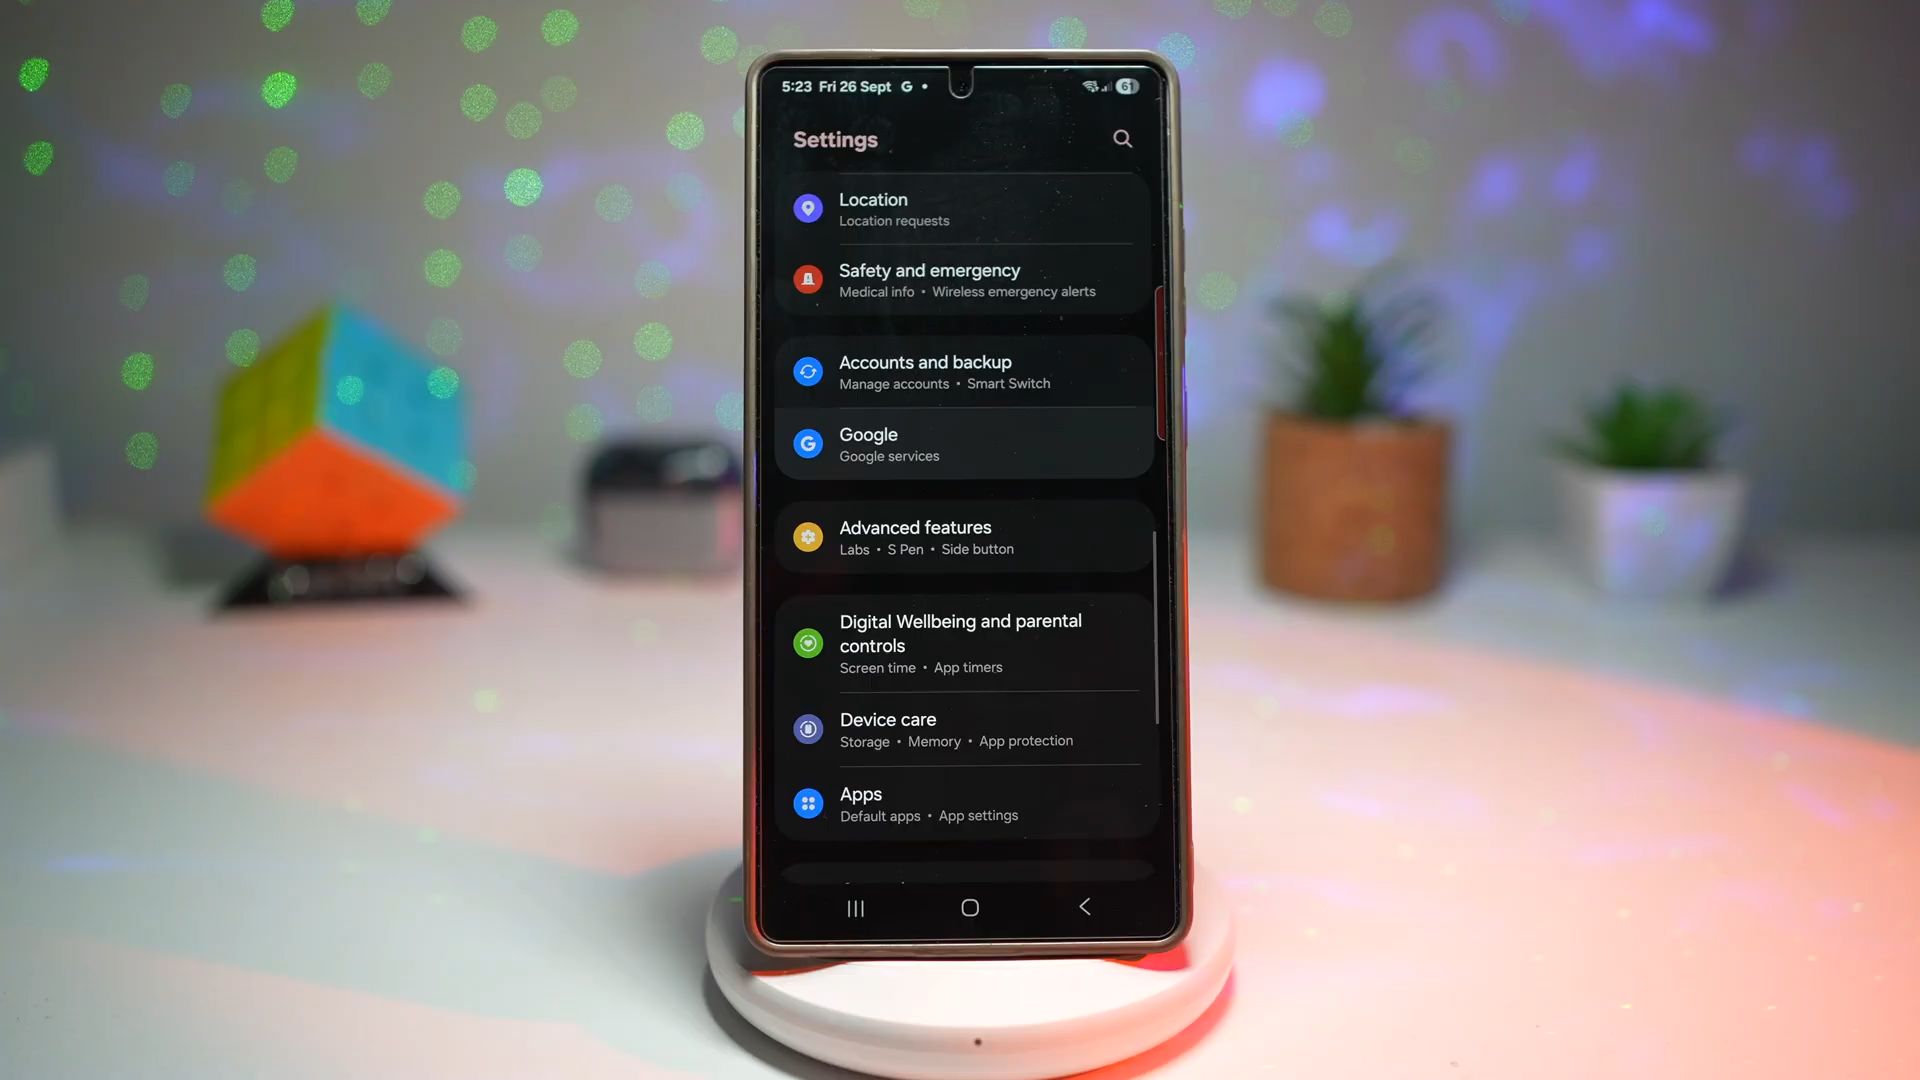 5:23 Fri 26 Sept G •
61
Settings
Location
Location requests
Safety and emergency
Medical info • Wireless emergency alerts
Accounts and backup
Manage accounts • Smart Switch
Google
Google services
Advanced features
Labs • S Pen • Side button
Digital Wellbeing and parental
controls
Screen time • App timers
Device care
Storage • Memory • App protection
Apps
Default apps • App settings